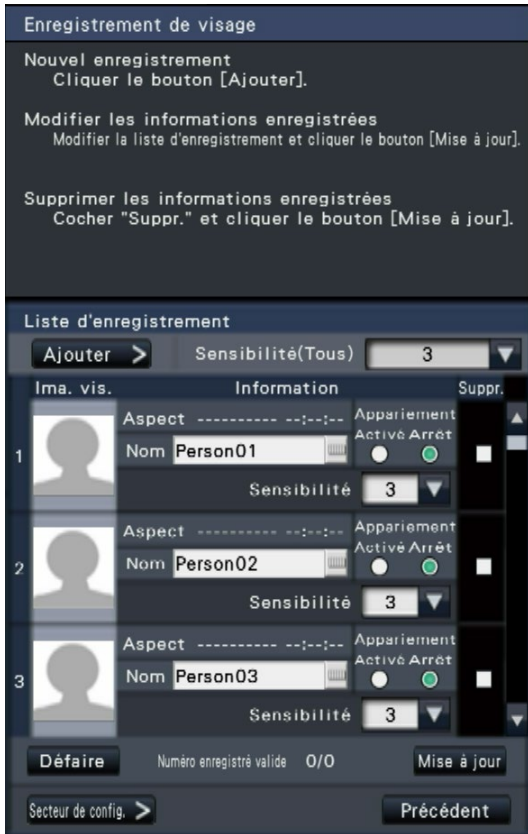 Enregistrement de visage
Nouvel enregistrement
Cliquer le bouton [Ajouter].
Modifier les informations enregistrées
Modifier la liste d'enregistrement et cliquer le bouton [Mise à jour].
Supprimer les informations enregistrées
Cocher "Suppr." et cliquer le bouton [Mise à jour].
Liste d'enregistrement
Ajouter > Sensibilité(Tous) 3
Ima. vis. Information Suppr.
Aspect ---------- --:--:-- Appariement
Activé Arrêt
1 Nom Person01
Sensibilité 3
Aspect ---------- --:--:-- Appariement
Activé Arrêt
2 Nom Person02
Sensibilité 3
Aspect ---------- --:--:-- Appariement
Activé Arrêt
3 Nom Person03
Sensibilité 3
Défaire Numéro enregistré valide 0/0 Mise à jour
Secteur de config. > Précédent